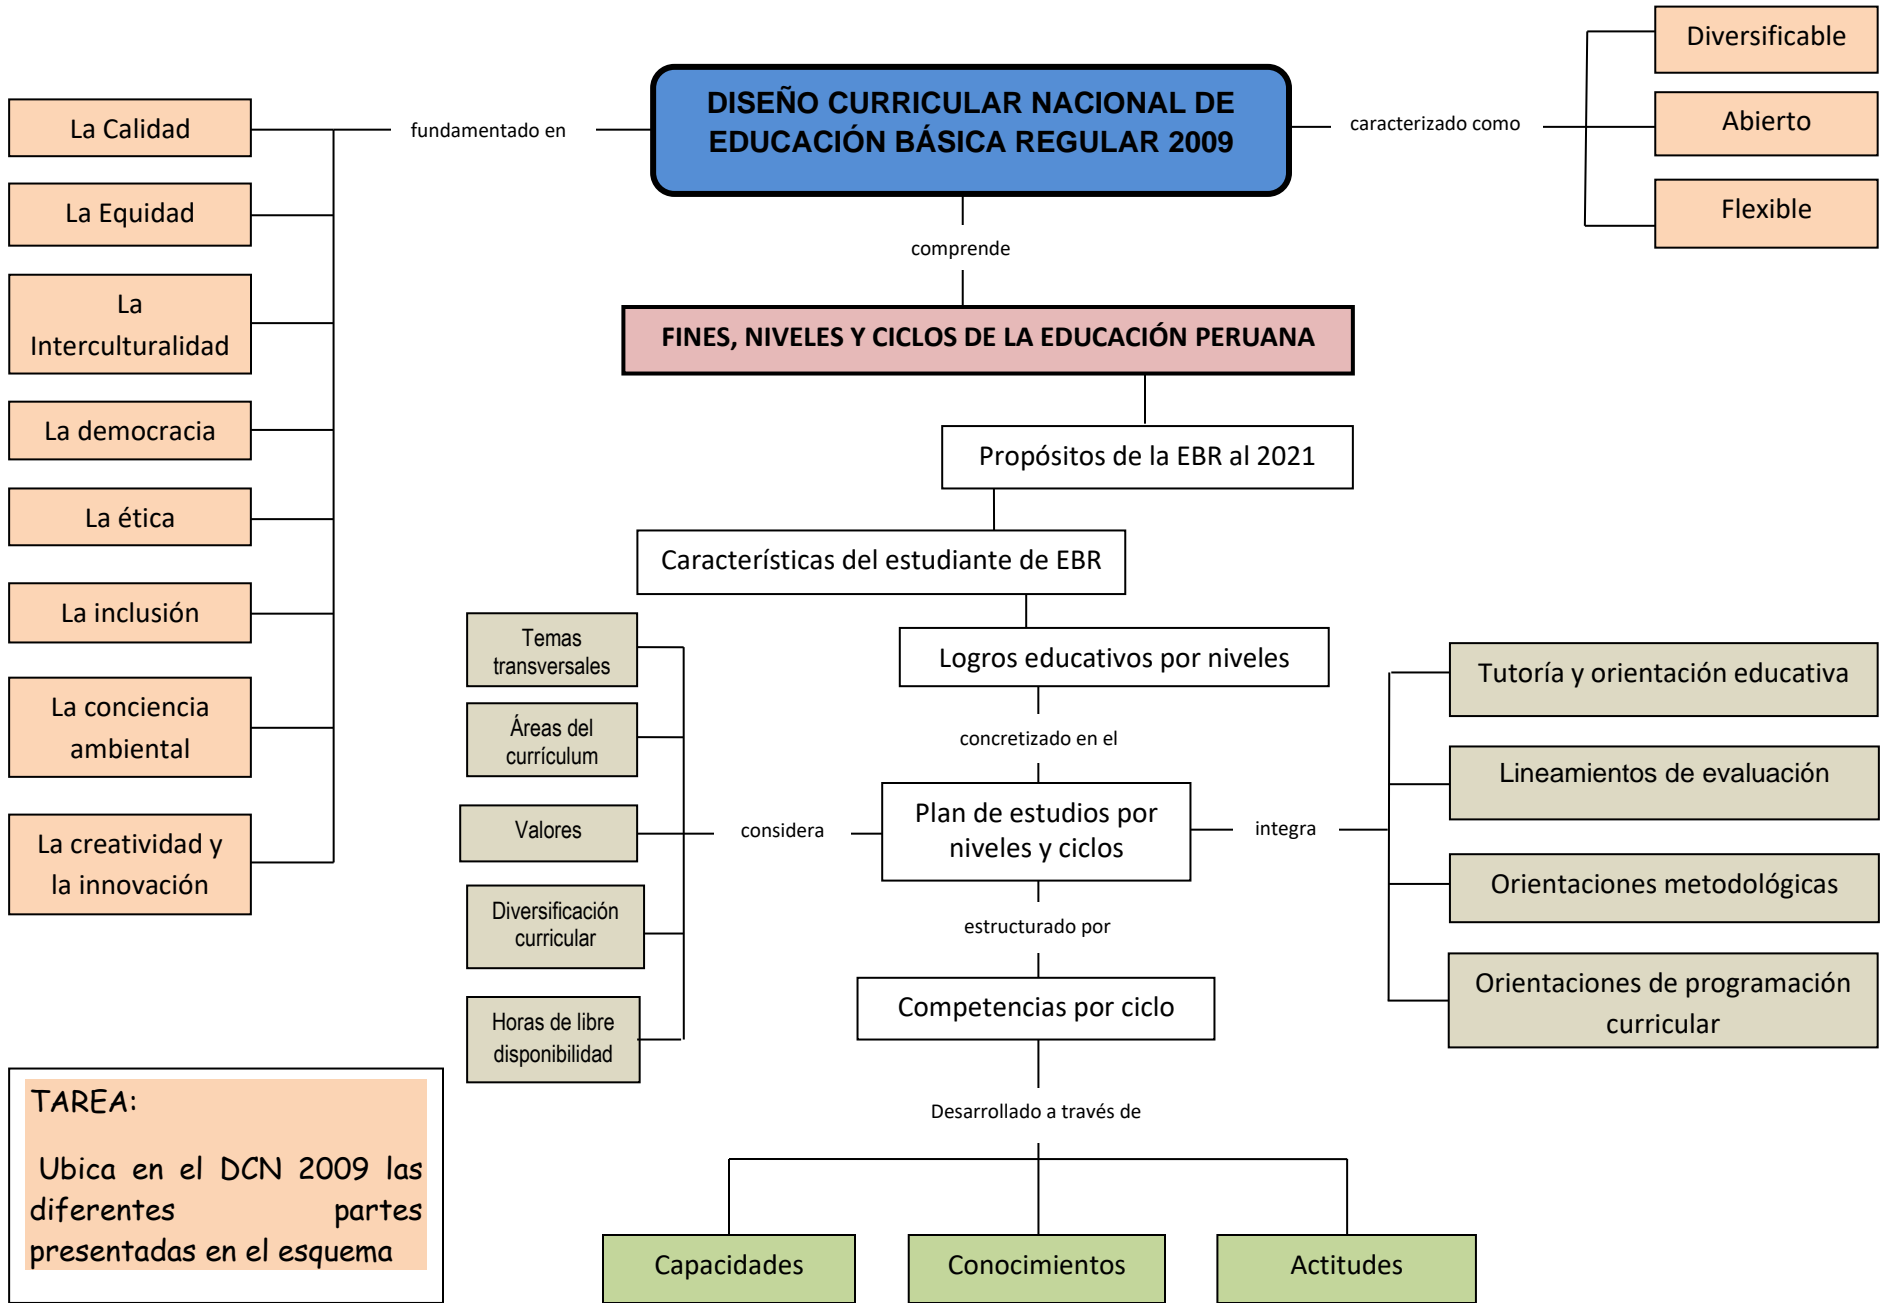 DISEÑO CURRICULAR NACIONAL DE
EDUCACIÓN BÁSICA REGULAR 2009
fundamentado en
La Calidad
La Equidad
La
Interculturalidad
La democracia
La ética
La inclusión
La conciencia
ambiental
La creatividad y
la innovación
caracterizado como
Diversificable
Abierto
Flexible
comprende
FINES, NIVELES Y CICLOS DE LA EDUCACIÓN PERUANA
Propósitos de la EBR al 2021
Características del estudiante de EBR
Logros educativos por niveles
concretizado en el
Plan de estudios por
niveles y ciclos
considera
Temas
transversales
Áreas del
currículum
Valores
Diversificación
curricular
Horas de libre
disponibilidad
integra
Tutoría y orientación educativa
Lineamientos de evaluación
Orientaciones metodológicas
Orientaciones de programación
curricular
estructurado por
Competencias por ciclo
Desarrollado a través de
Capacidades
Conocimientos
Actitudes
TAREA:
Ubica en el DCN 2009 las
diferentes partes
presentadas en el esquema